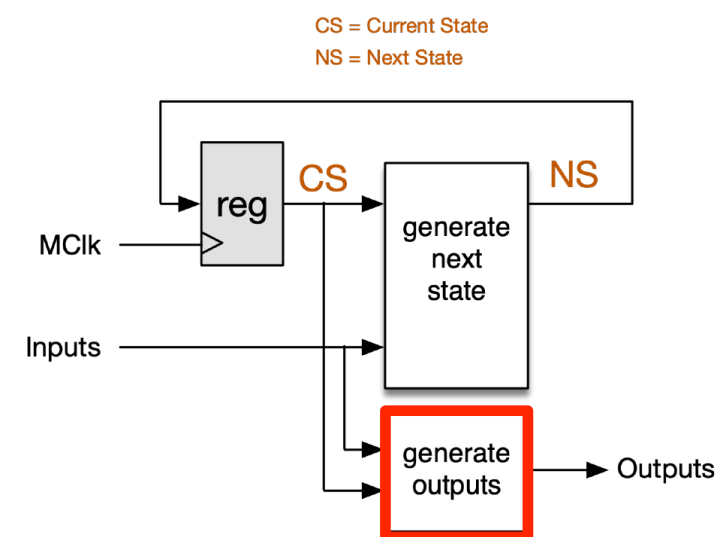 CS = Current State
NS = Next State
CS
NS
reg
generate
next
state
MClk
Inputs
generate
outputs
Outputs